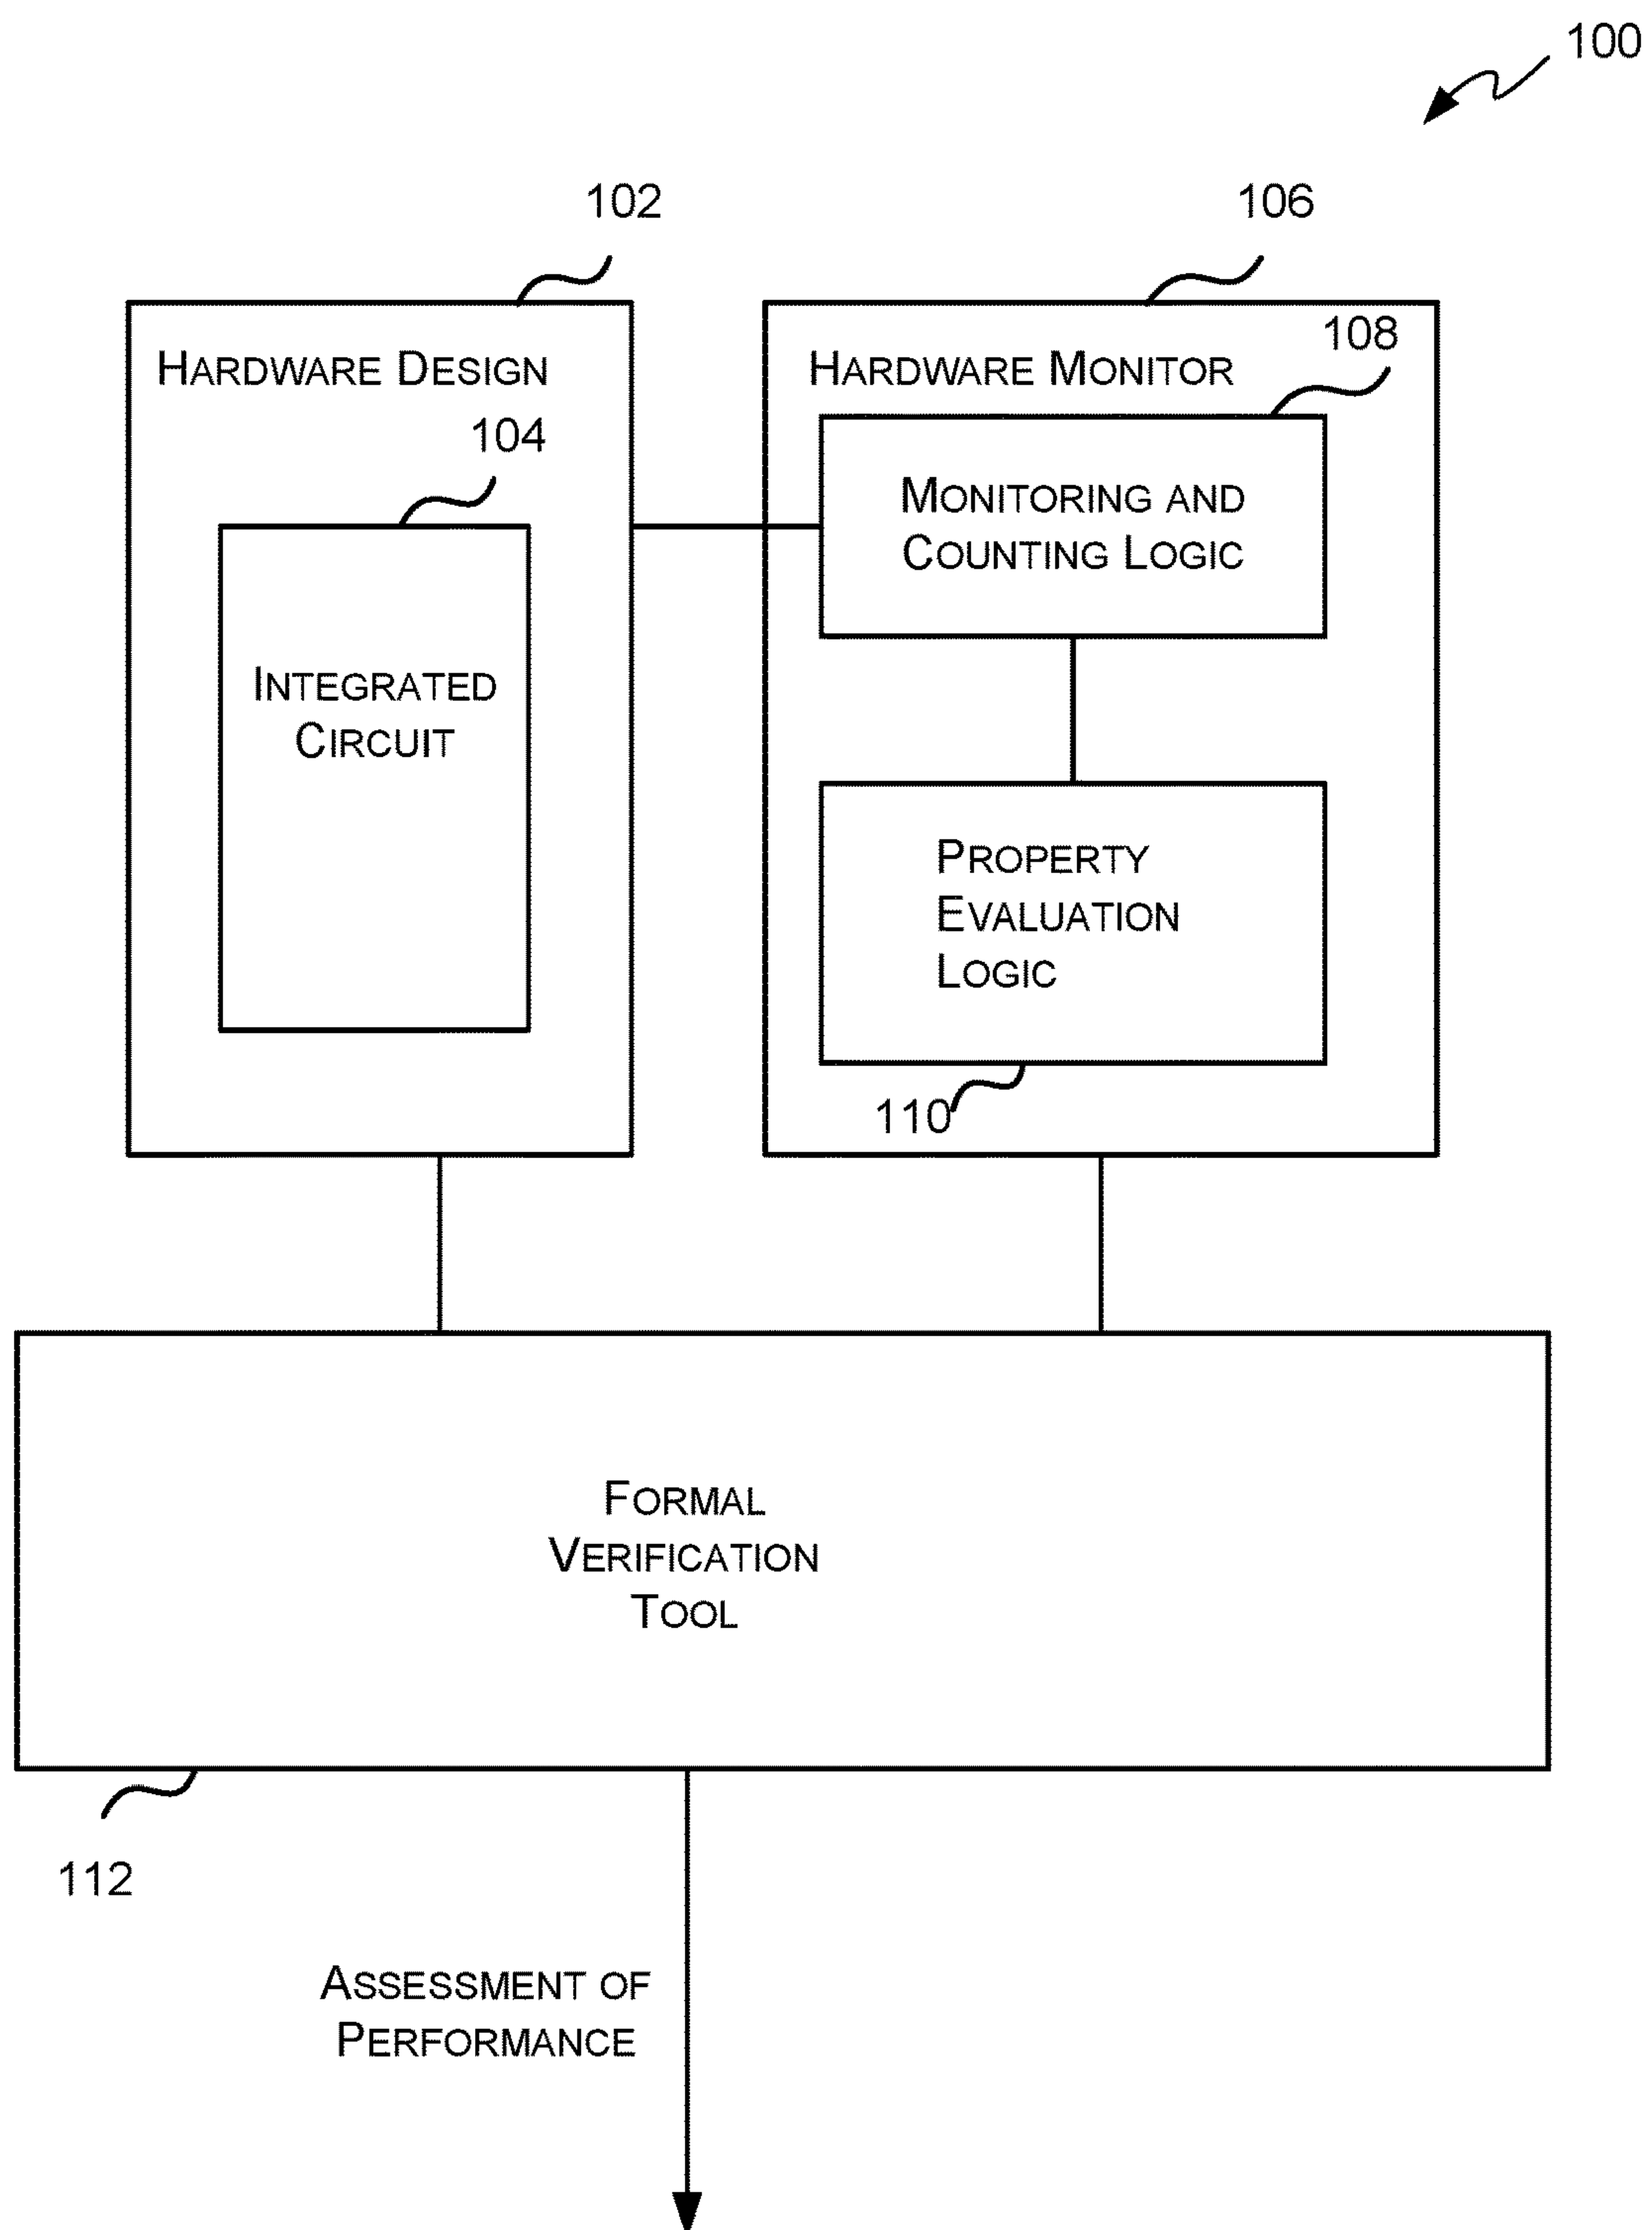 100
102
106
HARDWARE DESIGN
HARDWARE MONITOR
108
104
MONITORING AND
COUNTING LOGIC
INTEGRATED
CIRCUIT
PROPERTY
EVALUATION
LOGIC
110
FORMAL
VERIFICATION
TOOL
112
ASSESSMENT OF
PERFORMANCE